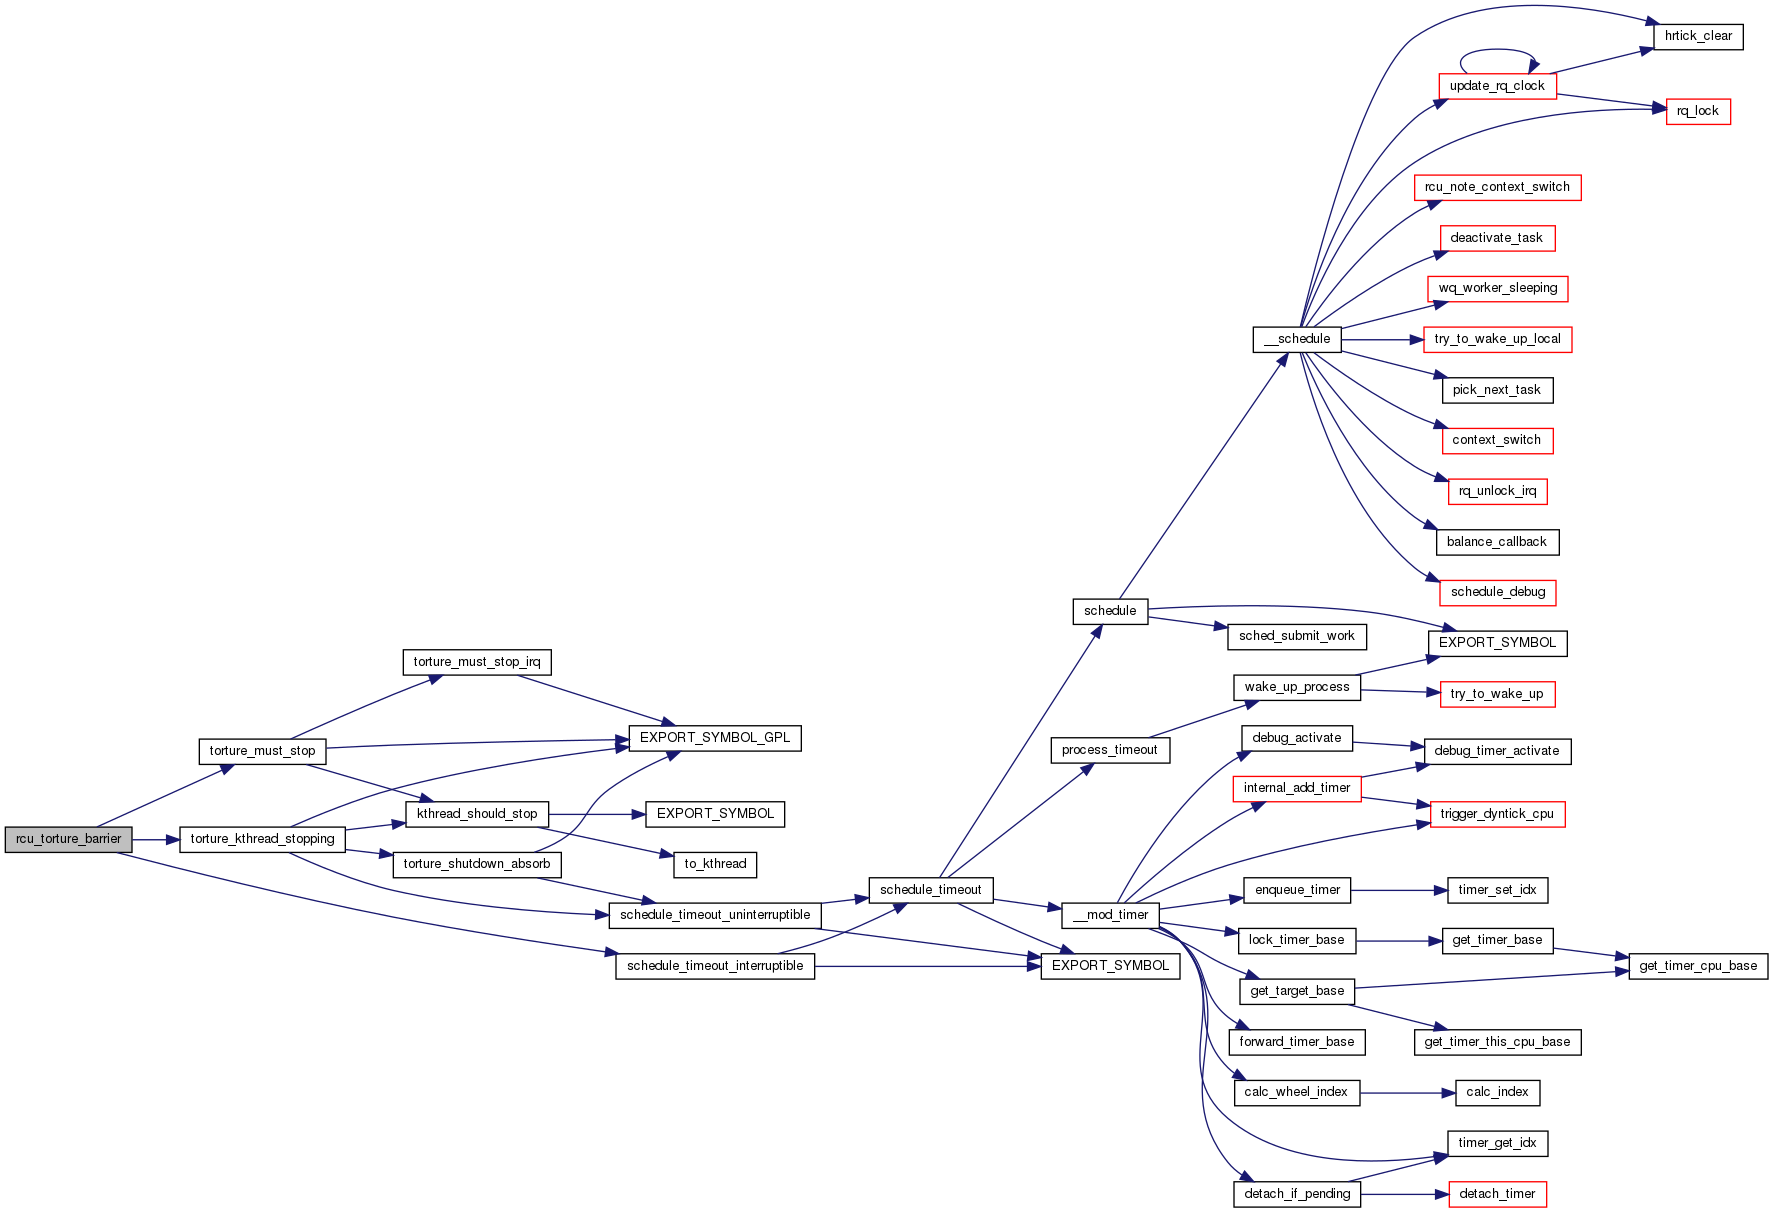 hrtick_clear
update_rq_clock
rq_lock
rcu_note_context_switch
deactivate_task
wq_worker_sleeping
__schedule
try_to_wake_up_local
pick_next_task
context_switch
rq_unlock_irq
balance_callback
schedule_debug
schedule
sched_submit_work
EXPORT_SYMBOL
torture_must_stop_irq
wake_up_process
try_to_wake_up
EXPORT_SYMBOL_GPL
debug_activate
torture_must_stop
process_timeout
debug_timer_activate
internal_add_timer
kthread_should_stop
EXPORT_SYMBOL
trigger_dyntick_cpu
rcu_torture_barrier
torture_kthread_stopping
torture_shutdown_absorb
to_kthread
schedule_timeout
enqueue_timer
timer_set_idx
schedule_timeout_uninterruptible
__mod_timer
lock_timer_base
get_timer_base
schedule_timeout_interruptible
EXPORT_SYMBOL
get_timer_cpu_base
get_target_base
forward_timer_base
get_timer_this_cpu_base
calc_wheel_index
calc_index
timer_get_idx
detach_if_pending
detach_timer